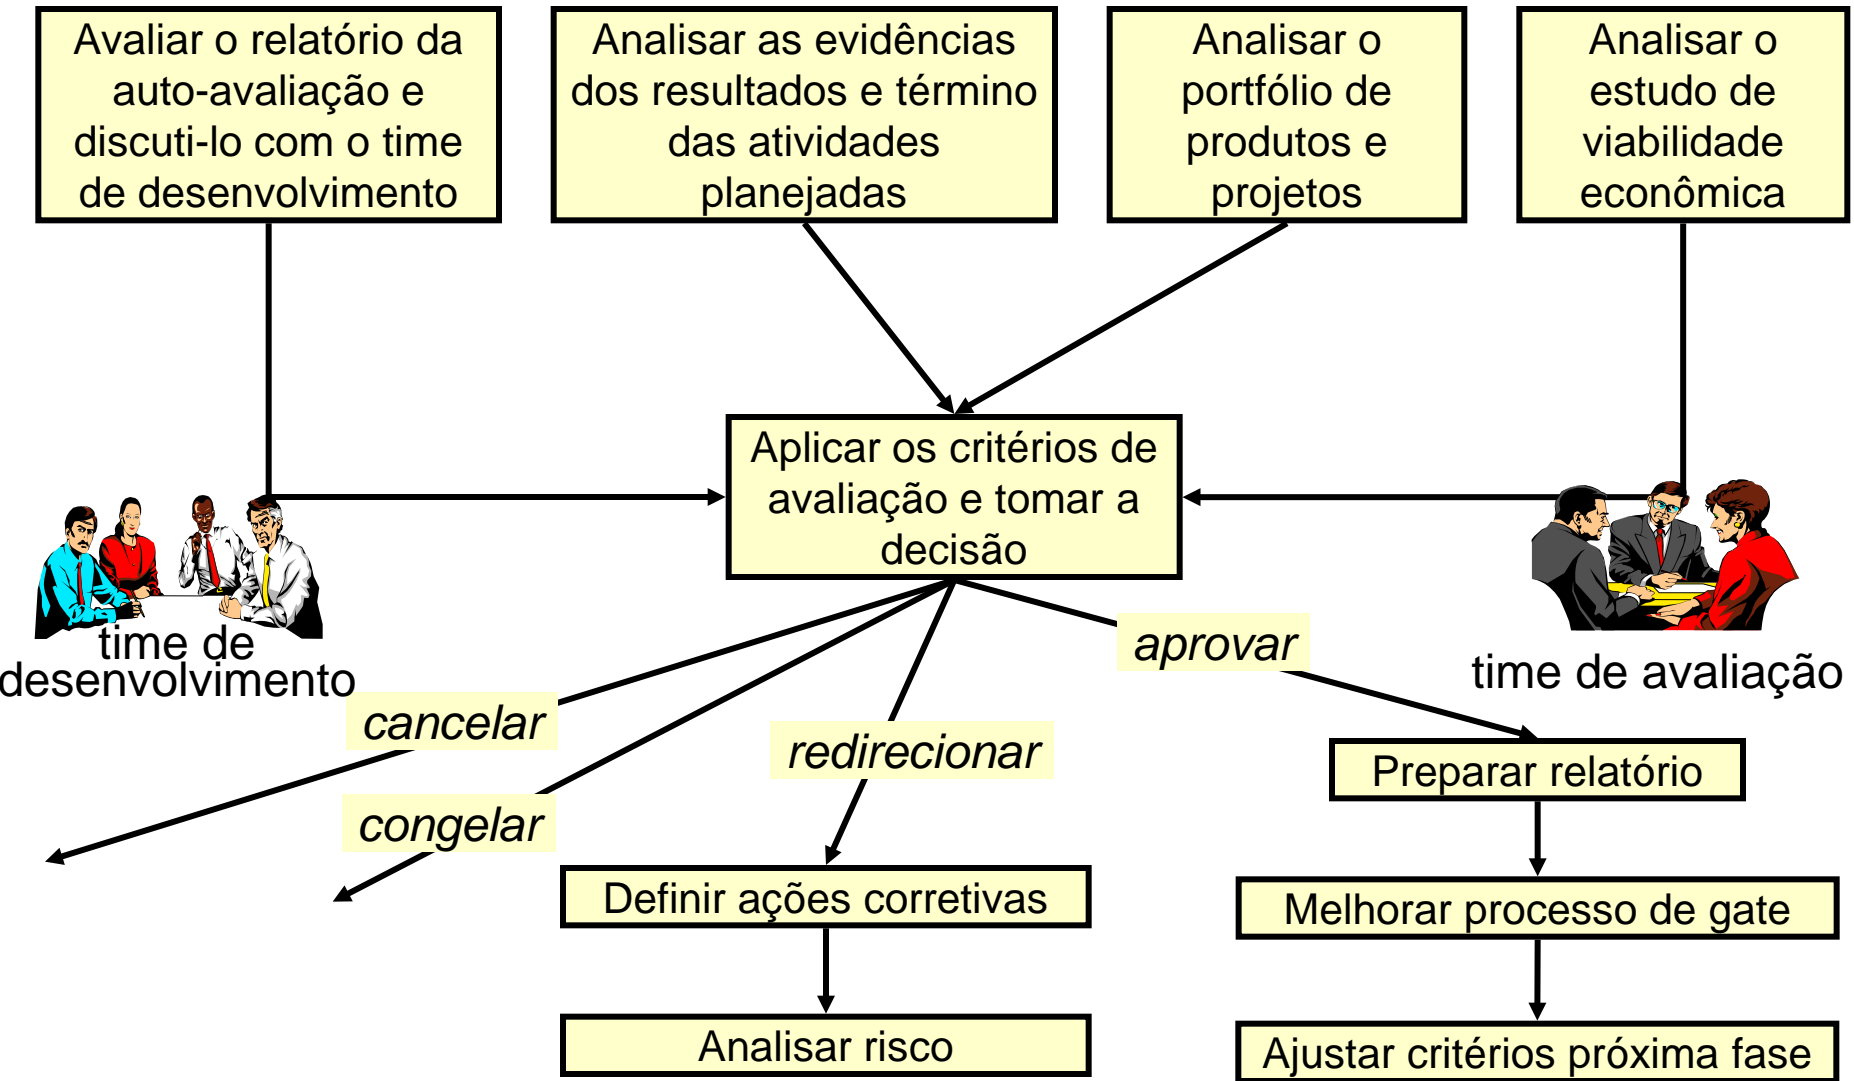 Avaliar o relatório da
auto-avaliação e
discuti-lo com o time
de desenvolvimento
Analisar as evidências
dos resultados e término
das atividades
planejadas
Analisar o
portfólio de
produtos e
projetos
Analisar o
estudo de
viabilidade
econômica
Aplicar os critérios de
avaliação e tomar a
decisão
time de
desenvolvimento
time de avaliação
cancelar
congelar
redirecionar
aprovar
Definir ações corretivas
Analisar risco
Preparar relatório
Melhorar processo de gate
Ajustar critérios próxima fase